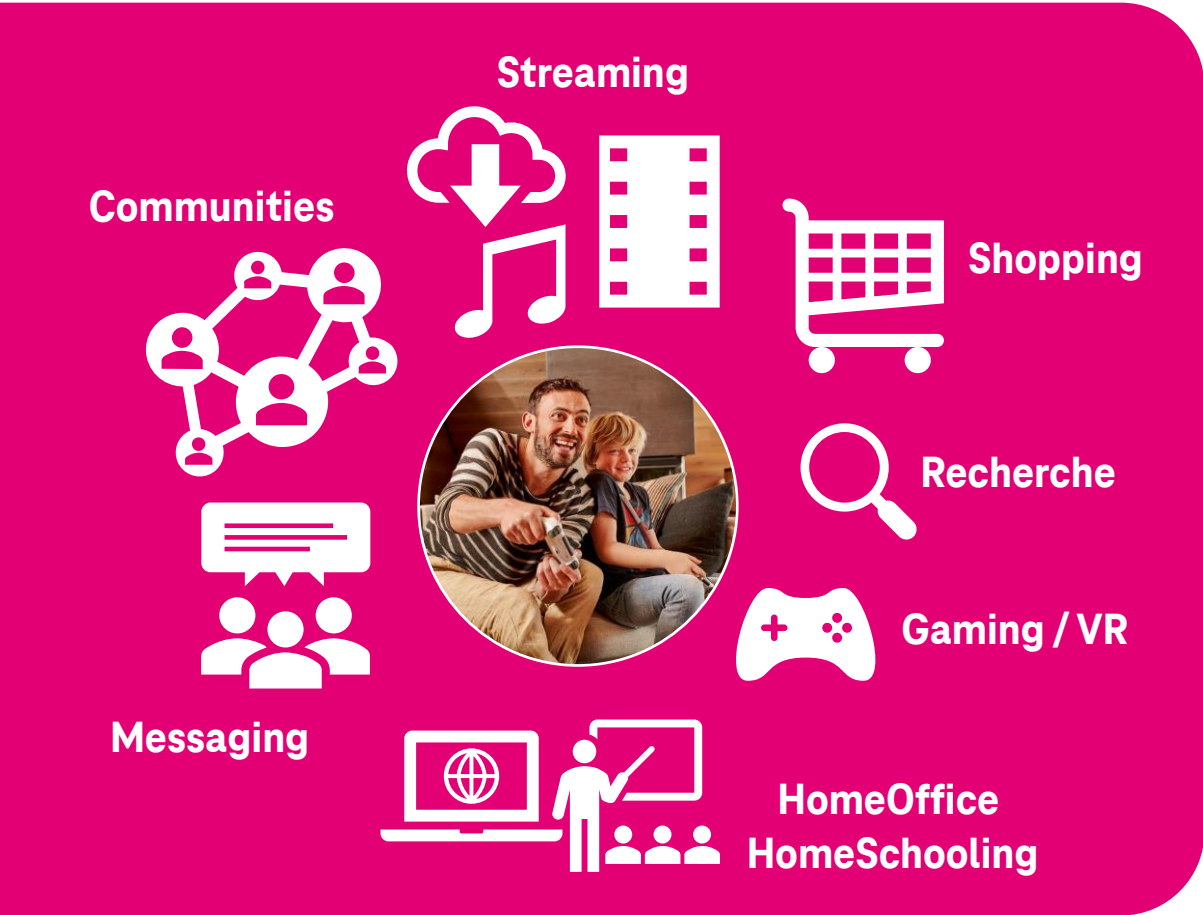 Streaming
Communities
Shopping
Recherche
Gaming / VR
Messaging
HomeOffice
HomeSchooling